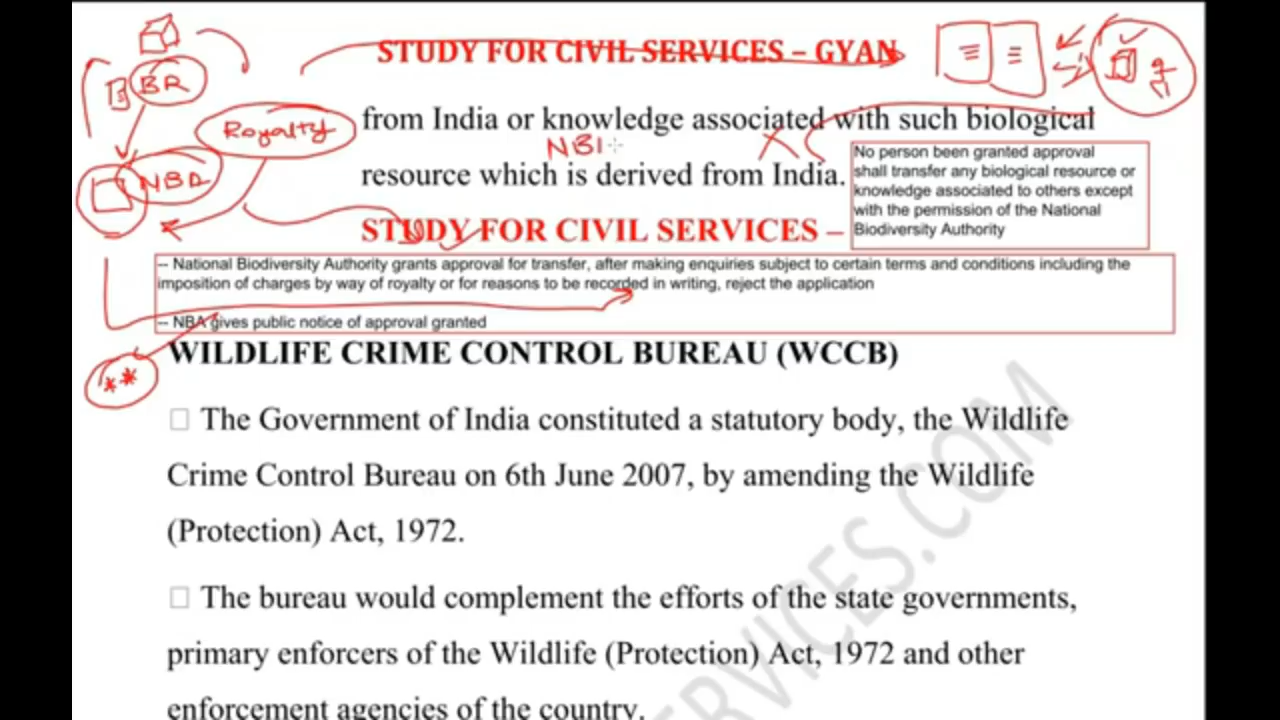 STUDY FOR CIVIL SERVICES – GYAN
BR
Royalty
from India or knowledge associated with such biological
NBI
No person been granted approval
shall transfer any biological resource or
knowledge associated to others except
with the permission of the National
Biodiversity Authority
resource which is derived from India.
NBA
STUDY FOR CIVIL SERVICES –
-- National Biodiversity Authority grants approval for transfer, after making enquiries subject to certain terms and conditions including the
imposition of charges by way of royalty or for reasons to be recorded in writing, reject the application
-- NBA gives public notice of approval granted
WILDLIFE CRIME CONTROL BUREAU (WCCB)
**
The Government of India constituted a statutory body, the Wildlife
Crime Control Bureau on 6th June 2007, by amending the Wildlife
(Protection) Act, 1972.
The bureau would complement the efforts of the state governments,
primary enforcers of the Wildlife (Protection) Act, 1972 and other
enforcement agencies of the country.
ERVICES.COM